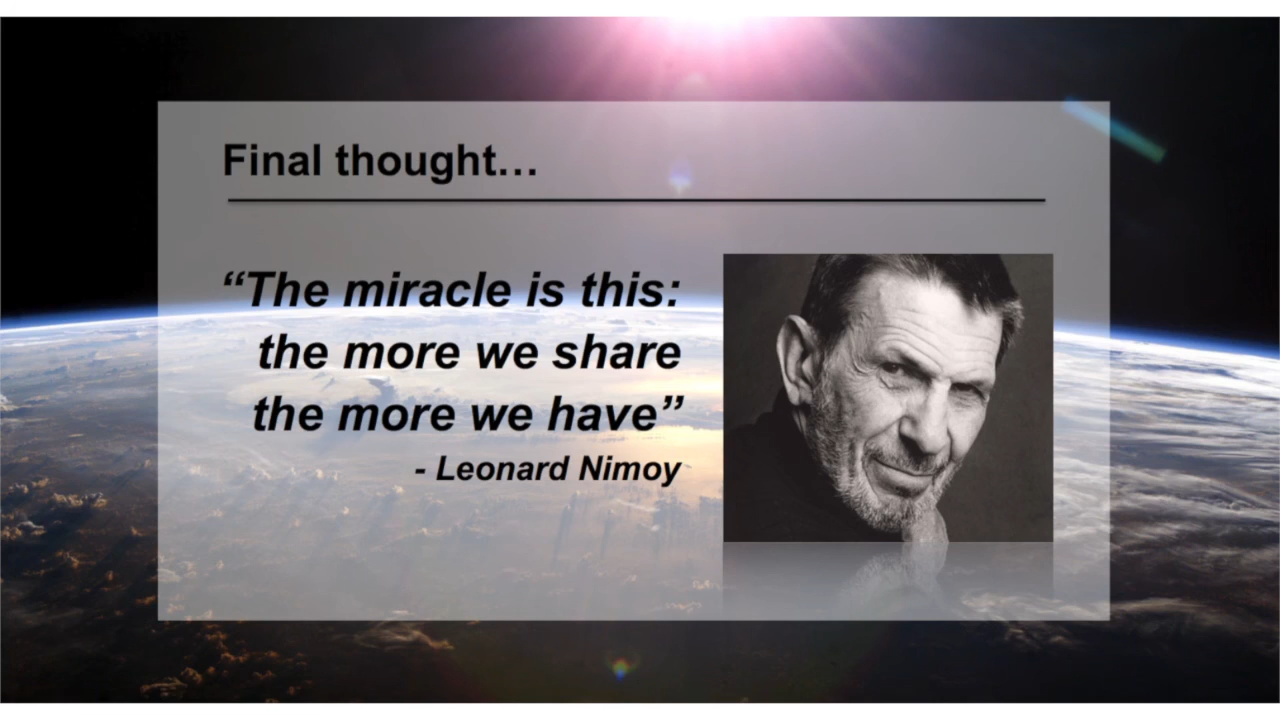 Final thought…
“The miracle is this:
the more we share
the more we have”
- Leonard Nimoy